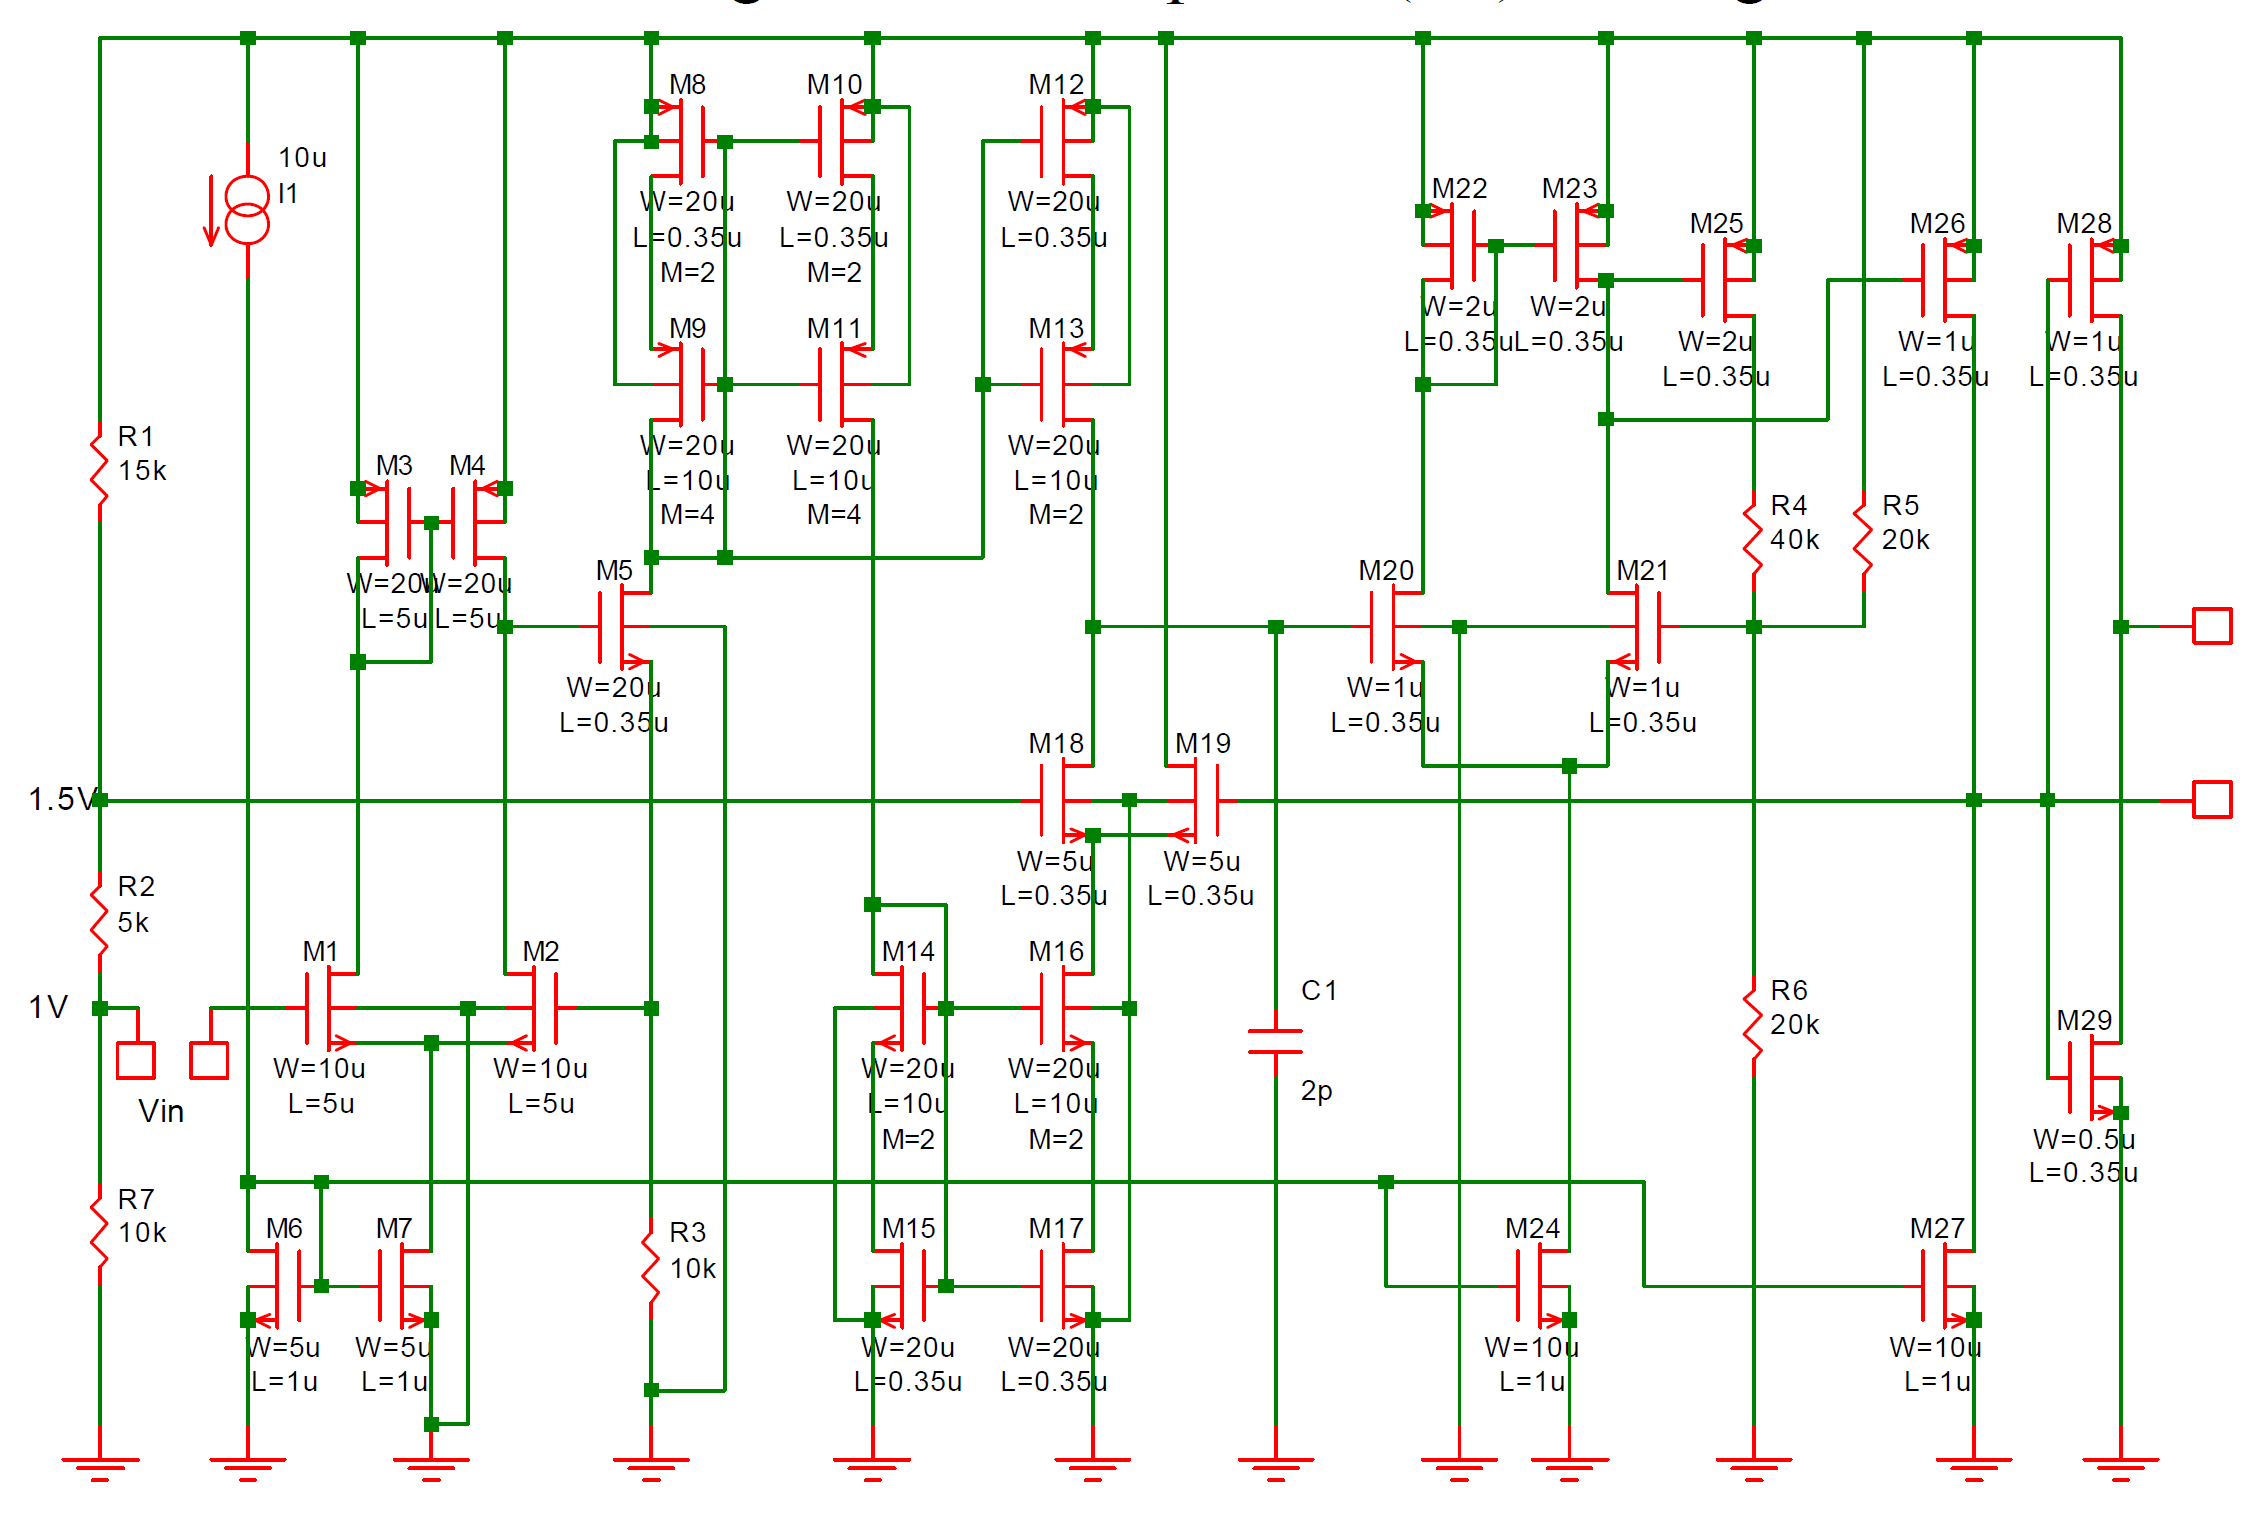 M8
M10
M12
10u
I1
M22
M23
M25
M26
M28
W=20u
L=0.35u
M=2
W=20u
L=0.35u
M=2
W=20u
L=0.35u
W=2u
L=0.35u
W=2u
L=0.35u
W=2u
L=0.35u
W=1u
L=0.35u
W=1u
L=0.35u
M9
M11
M13
W=20u
L=10u
M=4
W=20u
L=10u
M=4
W=20u
L=10u
M=2
R1
15k
M3
M4
W=20u
L=5u
W=20u
L=5u
R4
40k
R5
20k
M5
W=20u
L=0.35u
M20
W=1u
L=0.35u
M21
W=1u
L=0.35u
M18
M19
1.5V
W=5u
L=0.35u
W=5u
L=0.35u
R2
5k
M1
M2
M14
M16
1V
W=10u
L=5u
W=10u
L=5u
W=20u
L=10u
M=2
W=20u
L=10u
M=2
C1
2p
R6
20k
M29
W=0.5u
L=0.35u
Vin
R7
10k
M6
M7
R3
10k
M15
M17
M24
M27
W=5u
L=1u
W=5u
L=1u
W=20u
L=0.35u
W=20u
L=0.35u
W=10u
L=1u
W=10u
L=1u